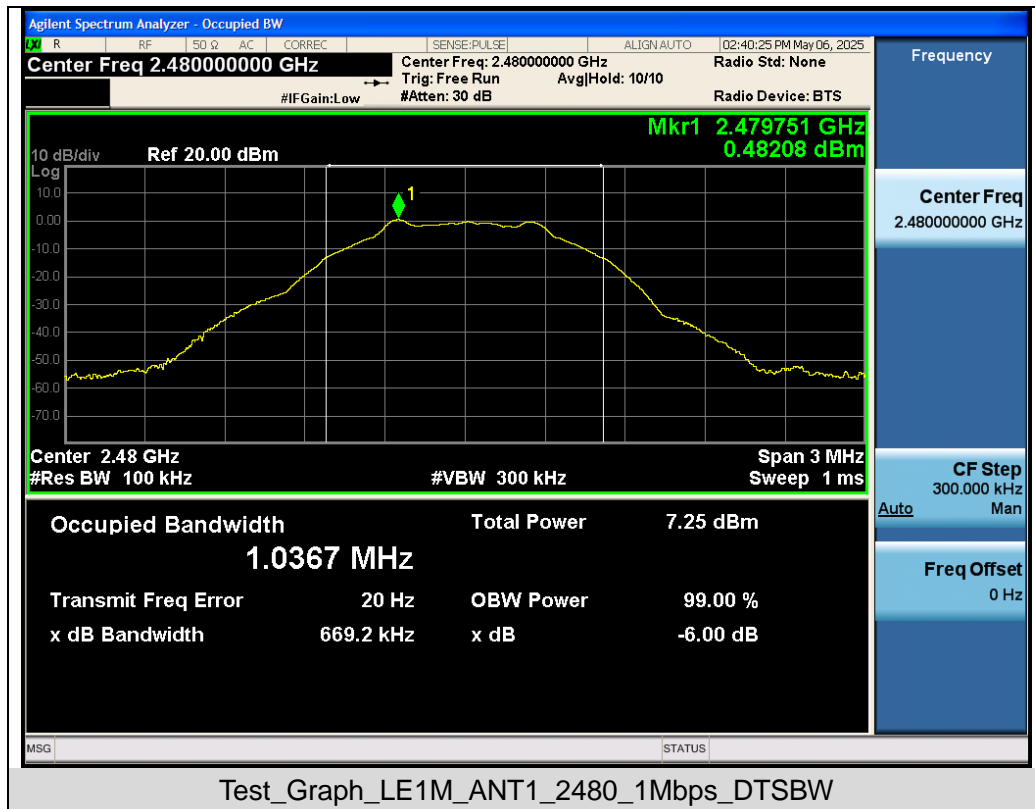 Agilent Spectrum Analyzer - Occupied BW
LXI R RF 50 Ω AC CORREC SENSE:PULSE ALIGN AUTO 02:40:25 PM May 06, 2025
Center Freq 2.480000000 GHz
Center Freq: 2.480000000 GHz
Radio Std: None
Trig: Free Run Avg|Hold: 10/10
#IFGain:Low #Atten: 30 dB
Radio Device: BTS
Frequency
Mkr1 2.479751 GHz
0.48208 dBm
10 dB/div Ref 20.00 dBm
Log
1
10.0
0.00
-10.0
-20.0
-30.0
-40.0
-50.0
-60.0
-70.0
Center 2.48 GHz Span 3 MHz
#Res BW 100 kHz #VBW 300 kHz Sweep 1 ms
Center Freq
2.480000000 GHz
CF Step
300.000 kHz
Auto Man
Freq Offset
0 Hz
Occupied Bandwidth Total Power 7.25 dBm
1.0367 MHz
Transmit Freq Error 20 Hz OBW Power 99.00 %
x dB Bandwidth 669.2 kHz x dB -6.00 dB
MSG STATUS
Test_Graph_LE1M_ANT1_2480_1Mbps_DTSBW